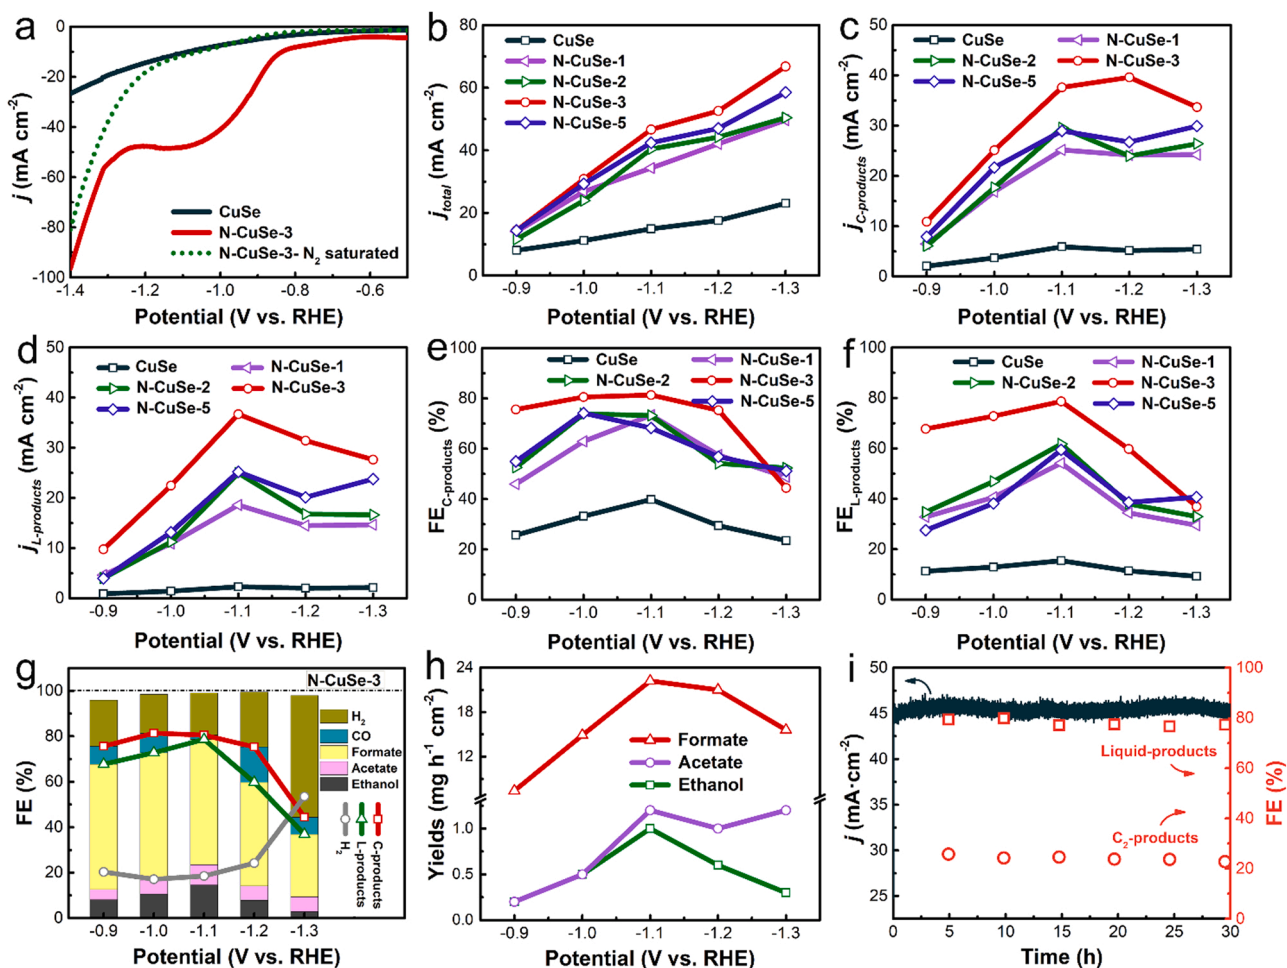 a
0
-20
-40
-60
-80
-100
j (mA cm-2)
CuSe
N-CuSe-3
N-CuSe-3- N2 saturated
-1.4 -1.2 -1.0 -0.8 -0.6
Potential (V vs. RHE)
b
80
60
40
20
0
jtotal (mA cm-2)
CuSe
N-CuSe-1
N-CuSe-2
N-CuSe-3
N-CuSe-5
-0.9 -1.0 -1.1 -1.2 -1.3
Potential (V vs. RHE)
c
50
40
30
20
10
0
jC-products (mA cm-2)
CuSe N-CuSe-1
N-CuSe-2 N-CuSe-3
N-CuSe-5
-0.9 -1.0 -1.1 -1.2 -1.3
Potential (V vs. RHE)
d
50
40
30
20
10
0
jL-products (mA cm-2)
CuSe N-CuSe-1
N-CuSe-2 N-CuSe-3
N-CuSe-5
-0.9 -1.0 -1.1 -1.2 -1.3
Potential (V vs. RHE)
e
100
80
60
40
20
0
FEC-products (%)
CuSe N-CuSe-1
N-CuSe-2 N-CuSe-3
N-CuSe-5
-0.9 -1.0 -1.1 -1.2 -1.3
Potential (V vs. RHE)
f
100
80
60
40
20
0
FEL-products (%)
CuSe N-CuSe-1
N-CuSe-2 N-CuSe-3
N-CuSe-5
-0.9 -1.0 -1.1 -1.2 -1.3
Potential (V vs. RHE)
g
N-CuSe-3
100
80
60
40
20
0
FE (%)
H2
CO
Formate
Acetate
Ethanol
H2
L-products
C-products
-0.9 -1.0 -1.1 -1.2 -1.3
Potential (V vs. RHE)
h
24
21
18
15
12
9
1.0
0.5
0.0
Yields (mg h-1 cm-2)
Formate
Acetate
Ethanol
-0.9 -1.0 -1.1 -1.2 -1.3
Potential (V vs. RHE)
i
50
45
40
35
30
25
j (mA·cm-2)
Liquid-products
C2-products
100
80
60
40
20
0
FE (%)
0 5 10 15 20 25 30
Time (h)